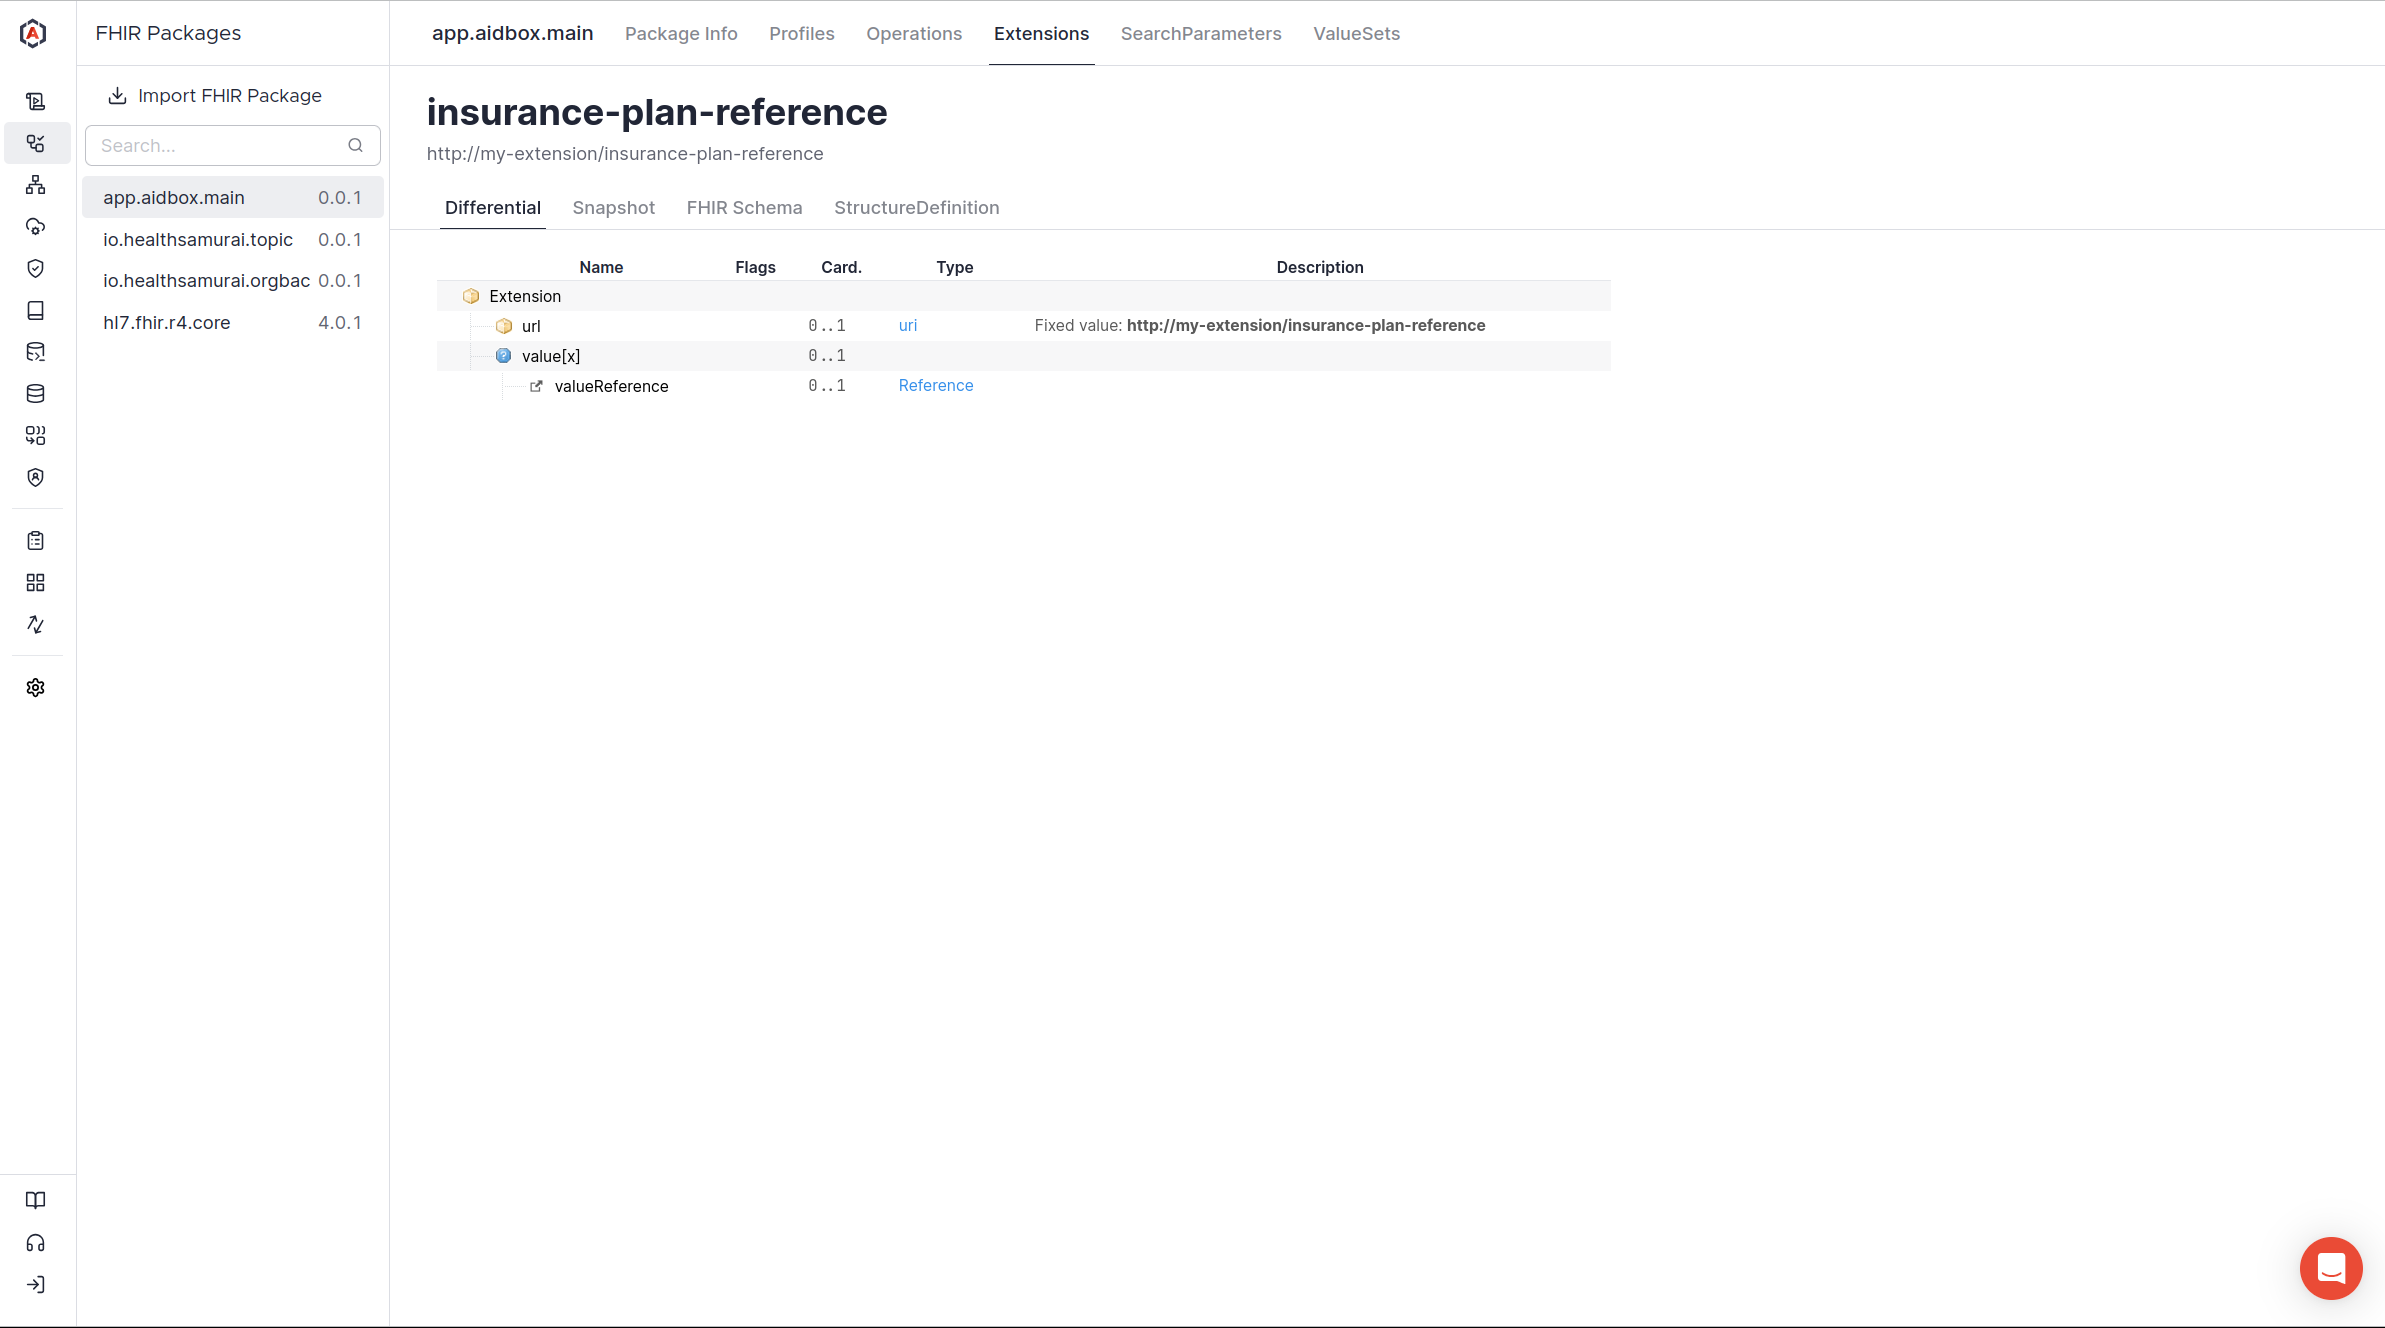 FHIR Packages
app.aidbox.main Package Info Profiles Operations Extensions SearchParameters ValueSets
Import FHIR Package
Search...
app.aidbox.main 0.0.1
io.healthsamurai.topic 0.0.1
io.healthsamurai.orgbac 0.0.1
hl7.fhir.r4.core 4.0.1
insurance-plan-reference
http://my-extension/insurance-plan-reference
Differential Snapshot FHIR Schema StructureDefinition
Name Flags Card. Type Description
Extension
url 0..1 uri Fixed value: http://my-extension/insurance-plan-reference
value[x] 0..1
valueReference 0..1 Reference